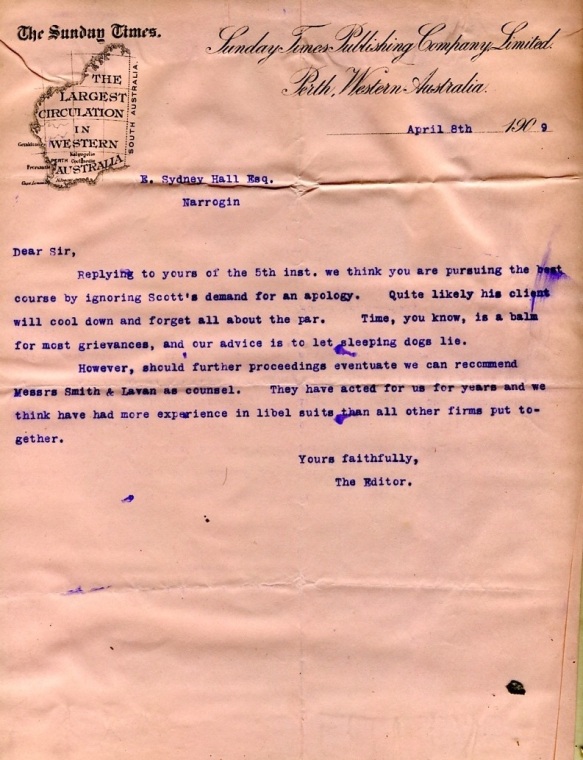 The Sunday Times.
Sunday Times Publishing Company, Limited.
Perth, Western Australia.
THE
LARGEST
CIRCULATION
IN
WESTERN
AUSTRALIA
SOUTH AUSTRALIA.
Geraldton
Kalgoorlie
PERTH Coolgardie
Fremantle
Albany
April 8th 1909
E. Sydney Hall Esq.
Narrogin
Dear Sir,
Replying to yours of the 5th inst. we think you are pursuing the best
course by ignoring Scott's demand for an apology. Quite likely his client
will cool down and forget all about the par. Time, you know, is a balm
for most grievances, and our advice is to let sleeping dogs lie.
However, should further proceedings eventuate we can recommend
Messrs Smith & Lavan as counsel. They have acted for us for years and we
think have had more experience in libel suits than all other firms put to-
gether.
Yours faithfully,
The Editor.